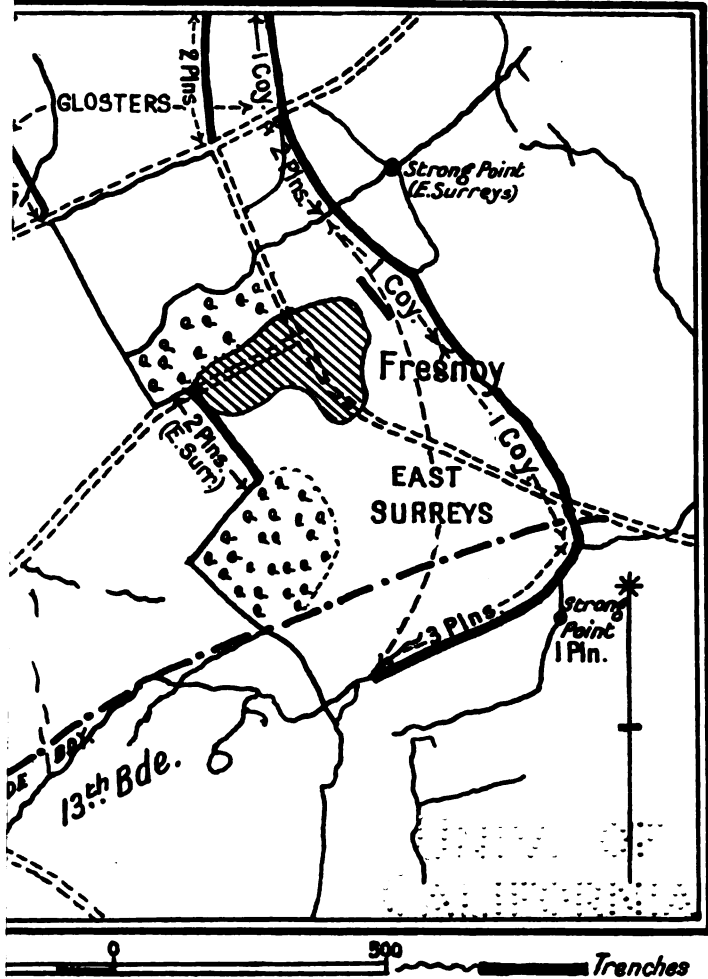 2 Plns.
1 Coy.
GLOSTERS
2 Plns.
Strong Point
(E. Surreys)
1 Coy.
Fresnoy
2 Plns.
(E. Surr.)
1 Coy.
EAST
SURREYS
3 Plns.
Strong
Point
1 Pln.
BDY.
13th Bde.
0
500
Trenches